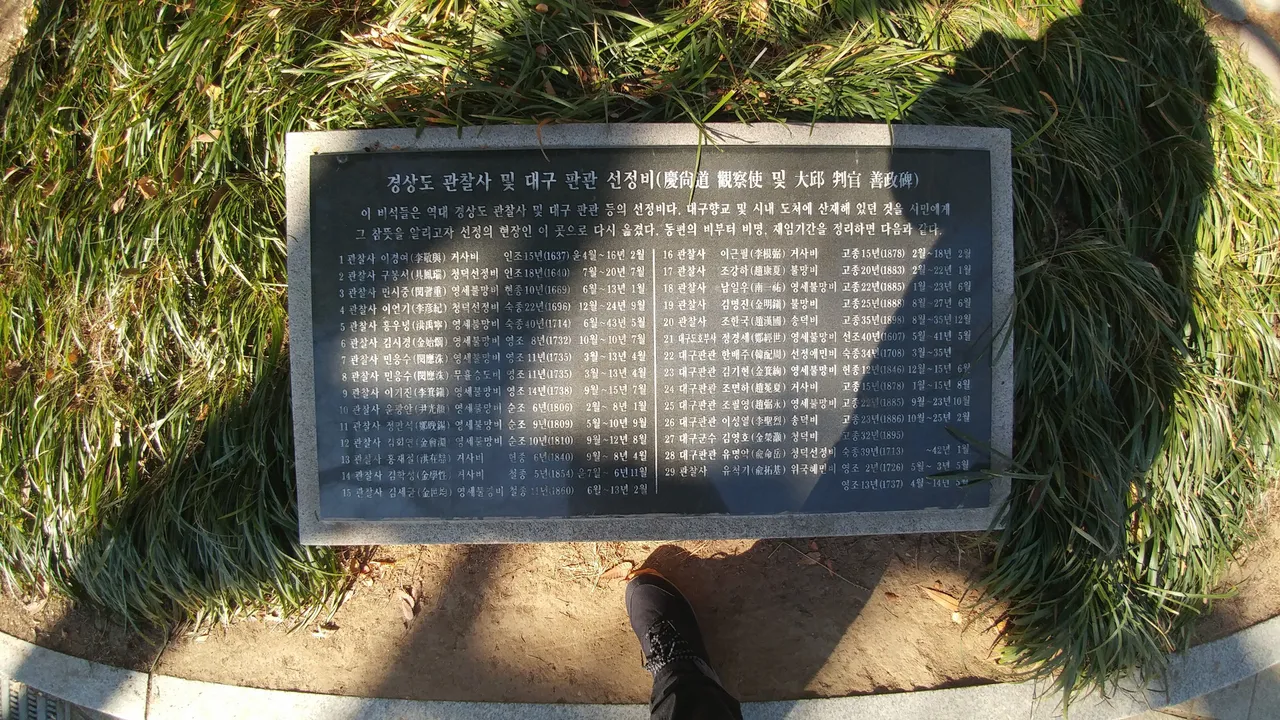 경상도 관찰사 및 대구 판관 선정비(慶尙道 觀察使 및 大邱 判官 善政碑)
이 비석들은 역대 경상도 관찰사 및 대구 판관 등의 선정비다. 대구향교 및 시내 도처에 산재해 있던 것을 서민에게
그 참뜻을 알리고자 선정의 현장인 이 곳으로 다시 옮겼다. 동편의 비부터 비명, 재임기간을 정리하면 다음과 같다.
1 관찰사 이경여(李敬輿) 거사비 인조 15년(1637) 윤4월~16년 2월
2 관찰사 구봉서(具鳳瑞) 청덕선정비 인조 18년(1640) 7월~20년 7월
3 관찰사 민시중(閔蓍重) 영세불망비 현종 10년(1669) 6월~13년 1월
4 관찰사 이언기(李彦紀) 청덕선정비 숙종22년(1696) 12월~24년 9월
5 관찰사 홍우녕(洪禹寧) 영세불망비 숙종40년(1714) 6월~43년 5월
6 관찰사 김시경(金始烱) 영세불망비 영조 8년(1732) 10월~10년 7월
7 관찰사 민응수(閔應洙) 영세불망비 영조 11년(1735) 3월~13년 4월
8 관찰사 민응수(閔應洙) 무휼승도비 영조 11년(1735) 3월~13년 4월
9 관찰사 이기진(李箕鎭) 영세불망비 영조 14년(1738) 9월~15년 7월
10 관찰사 윤광안(尹光顔) 영세불망비 순조 6년(1806) 2월~ 8년 1월
11 관찰사 정만석(鄭晩錫) 영세불망비 순조 9년(1809) 5월~10년 9월
12 관찰사 김회연(金會淵) 영세불망비 순조 10년(1810) 9월~12년 8월
13 관찰사 홍재철(洪在喆) 거사비 헌종 6년(1840) 9월~ 8년 4월
14 관찰사 김학성(金學性) 거사비 철종 5년(1854) 윤7월~ 6년11월
15 관찰사 김세균(金世均) 영세불망비 철종 11년(1860) 6월~13년 2월
16 관찰사 이근필(李根弼) 거사비 고종 15년(1878) 2월~18년 2월
17 관찰사 조강하(趙康夏) 불망비 고종20년(1883) 2월~22년 1월
18 관찰사 남일우(南一祐) 영세불망비 고종22년(1885) 1월~23년 6월
19 관찰사 김명진(金明鎭) 불망비 고종25년(1888) 8월~27년 6월
20 관찰사 조한국(趙漢國) 송덕비 고종35년(1898) 8월~35년12월
21 대구도호부사 정경세(鄭經世) 영세불망비 선조40년(1607) 5월~41년 5월
22 대구판관 한배주(韓配周) 선정애민비 숙종34년(1708) 3월~35년
23 대구판관 김기현(金箕絢) 영세불망비 헌종12년(1846) 12월~15년 6월
24 대구판관 조명하(趙英夏) 거사비 고종15년(1878) 1월~15년 8월
25 대구판관 조필영(趙弼永) 영세불망비 고종22년(1885) 9월~23년10월
26 대구판관 이성렬(李聖烈) 송덕비 고종23년(1886) 10월~25년 2월
27 대구군수 김영호(金榮灝) 청덕비 고종32년(1895)
28 대구판관 유명악(兪命岳) 청덕선정비 숙종39년(1713) ~42년 1월
29 관찰사 유척기(兪拓基) 위국애민비 영조 2년(1726) 5월~ 3년 5월
영조13년(1737) 4월~14년 5월